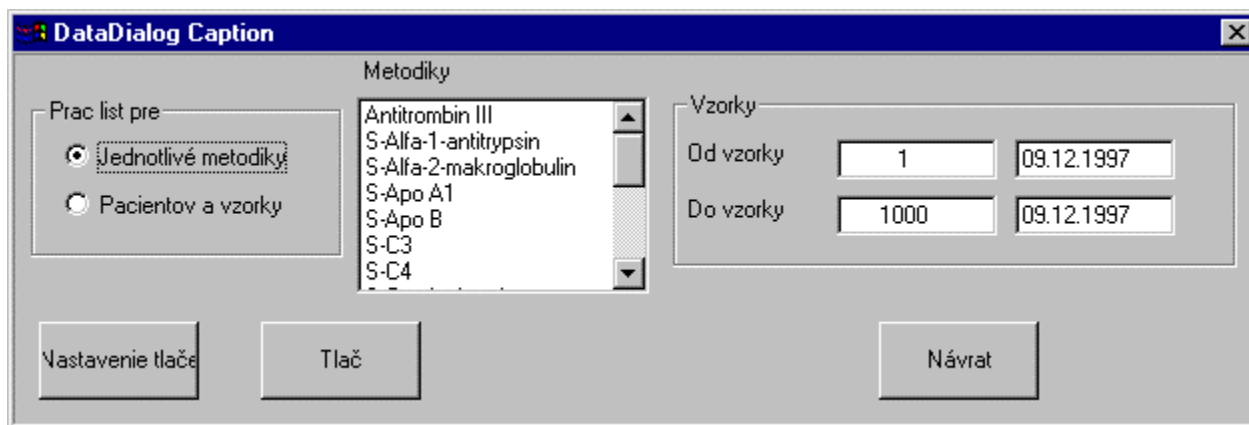 DataDialog Caption
Prac list pre
Jednotlivé metodiky
Pacientov a vzorky
Metodiky
Antitrombin III
S-Alfa-1-antitrypsin
S-Alfa-2-makroglobulin
S-Apo A1
S-Apo B
S-C3
S-C4
Vzorky
Od vzorky 1 09.12.1997
Do vzorky 1000 09.12.1997
Nastavenie tlače
Tlač
Návrat